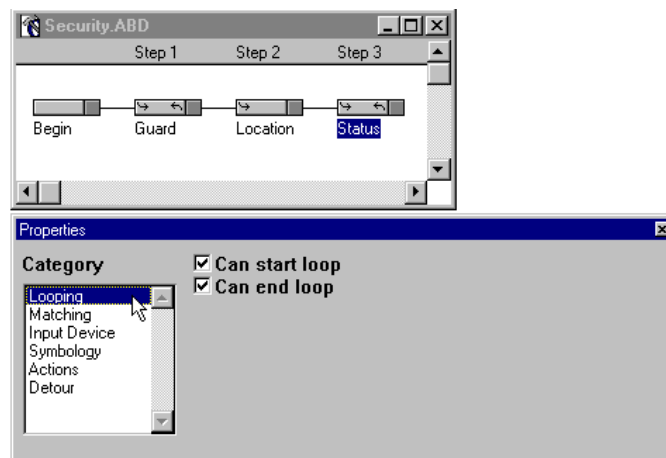 Security.ABD
Step 1 Step 2 Step 3
Begin Guard Location Status
Properties
Category
Can start loop
Can end loop
Looping
Matching
Input Device
Symbology
Actions
Detour